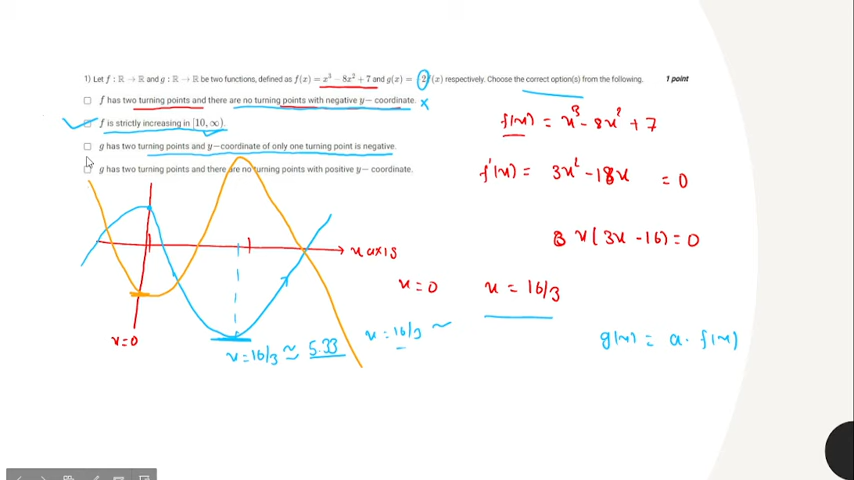 1) Let f : ℝ → ℝ and g : ℝ → ℝ be two functions, defined as f(x) = x³ − 8x² + 7 and g(x) = 2f(x) respectively. Choose the correct option(s) from the following. 1 point
f has two turning points and there are no turning points with negative y− coordinate. x
f is strictly increasing in [10, ∞).
g has two turning points and y−coordinate of only one turning point is negative.
g has two turning points and there are no turning points with positive y− coordinate.
f(x) = x³ - 8x² + 7
f'(x) = 3x² - 16x = 0
x(3x - 16) = 0
x axis
x = 0 x = 16/3
x=0
x = 16/3 ≈ 5.33
x = 16/3 ~
g(x) = a. f(x)